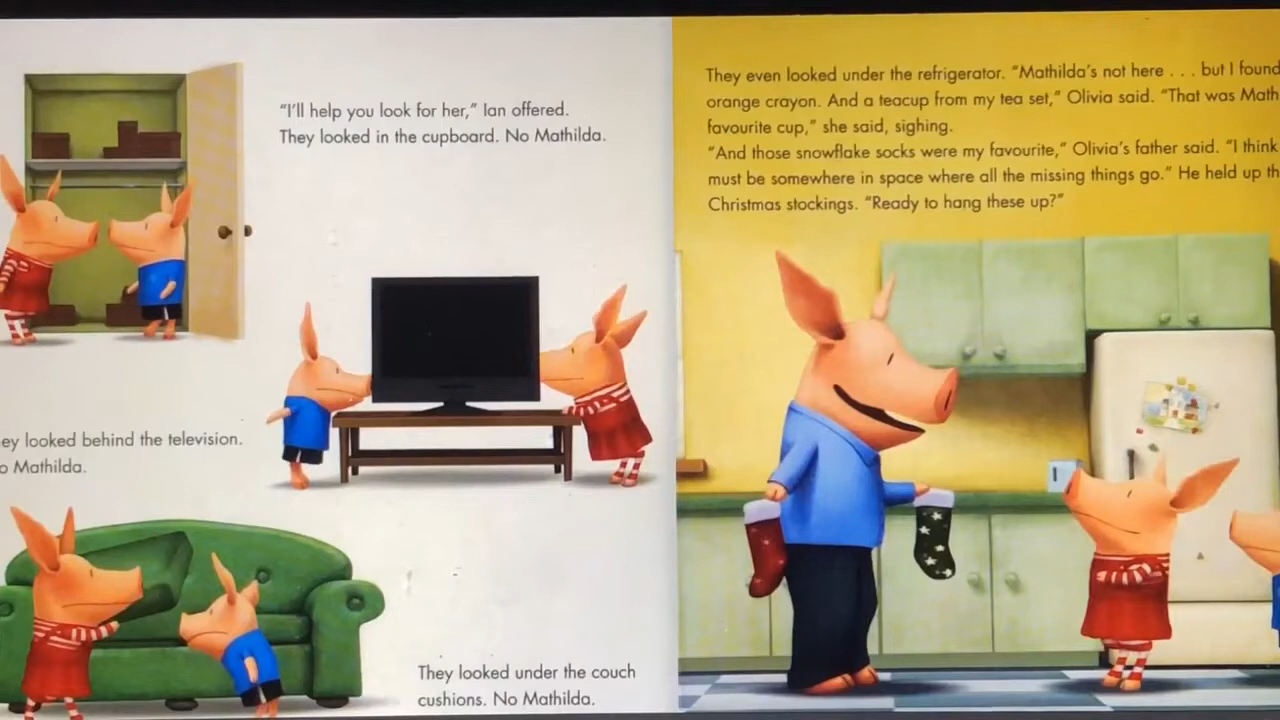 "I'll help you look for her," Ian offered.
They looked in the cupboard. No Mathilda.
ey looked behind the television.
o Mathilda.
They looked under the couch
cushions. No Mathilda.
They even looked under the refrigerator. "Mathilda's not here . . . but I found
orange crayon. And a teacup from my tea set," Olivia said. "That was Math
favourite cup," she said, sighing.
"And those snowflake socks were my favourite," Olivia's father said. "I think
must be somewhere in space where all the missing things go." He held up th
Christmas stockings. "Ready to hang these up?"